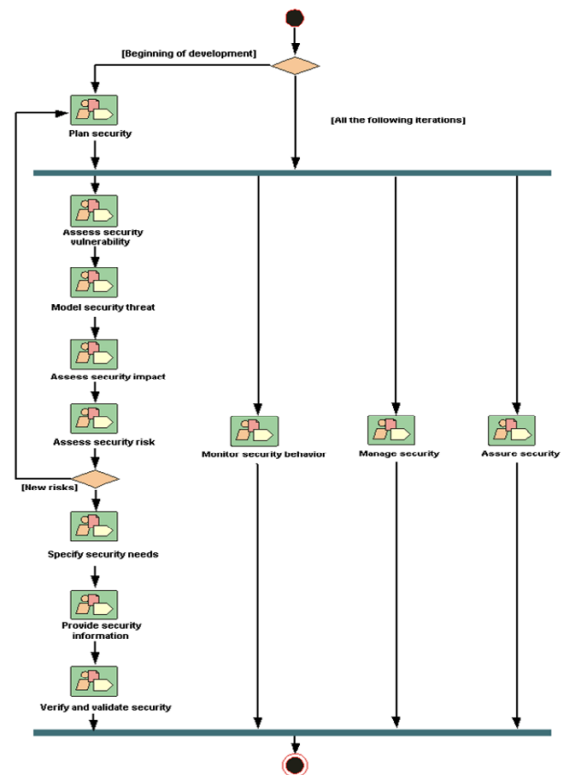 [Beginning of development]
[All the following iterations]
Plan security
Assess security
vulnerability
Model security threat
Assess security impact
Assess security risk
Monitor security behavior
Manage security
Assure security
[New risks]
Specify security needs
Provide security
information
Verify and validate security